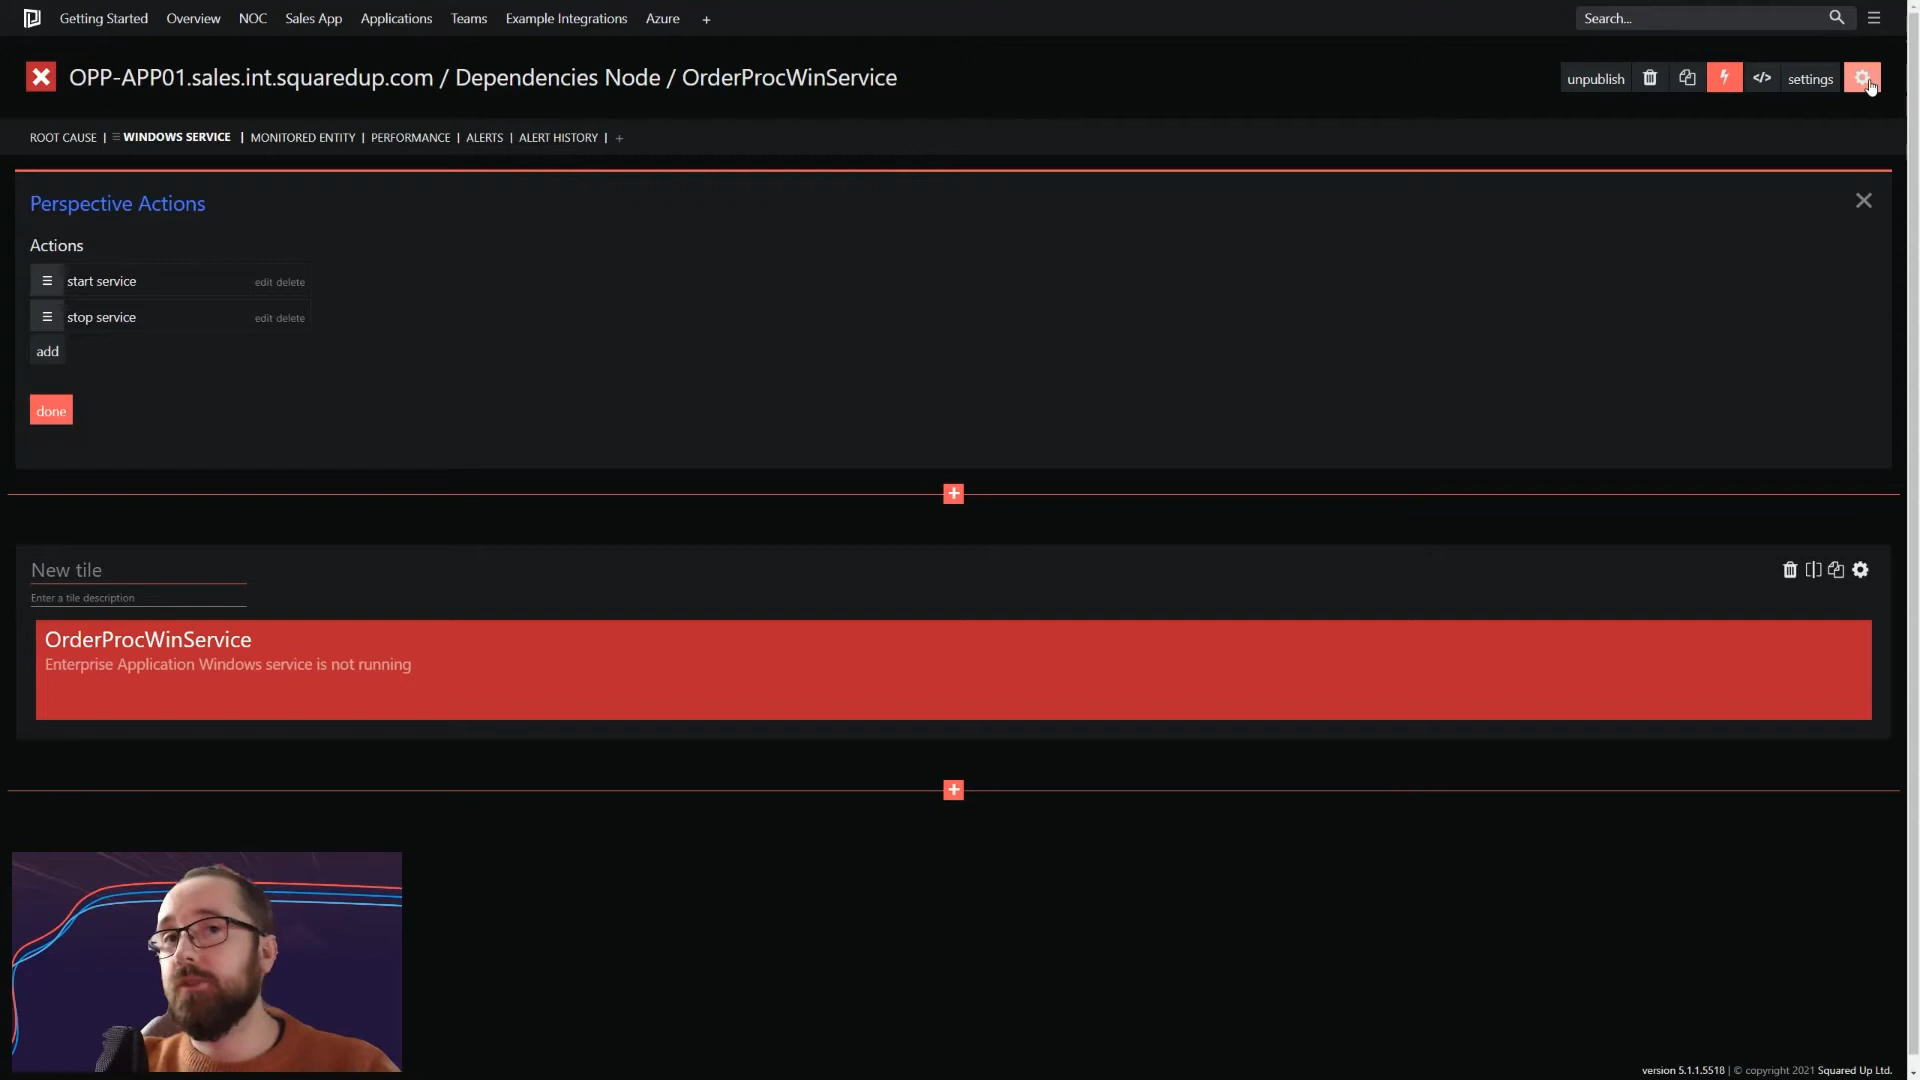 Getting Started Overview NOC Sales App Applications Teams Example Integrations Azure + Search...
OPP-APP01.sales.int.squaredup.com / Dependencies Node / OrderProcWinService
unpublish </> settings
ROOT CAUSE | WINDOWS SERVICE | MONITORED ENTITY | PERFORMANCE | ALERTS | ALERT HISTORY | +
Perspective Actions
Actions
start service edit delete
stop service edit delete
add
done
New tile
Enter a tile description
OrderProcWinService
Enterprise Application Windows service is not running
version 5.1.1.5518 | © copyright 2021 Squared Up Ltd.